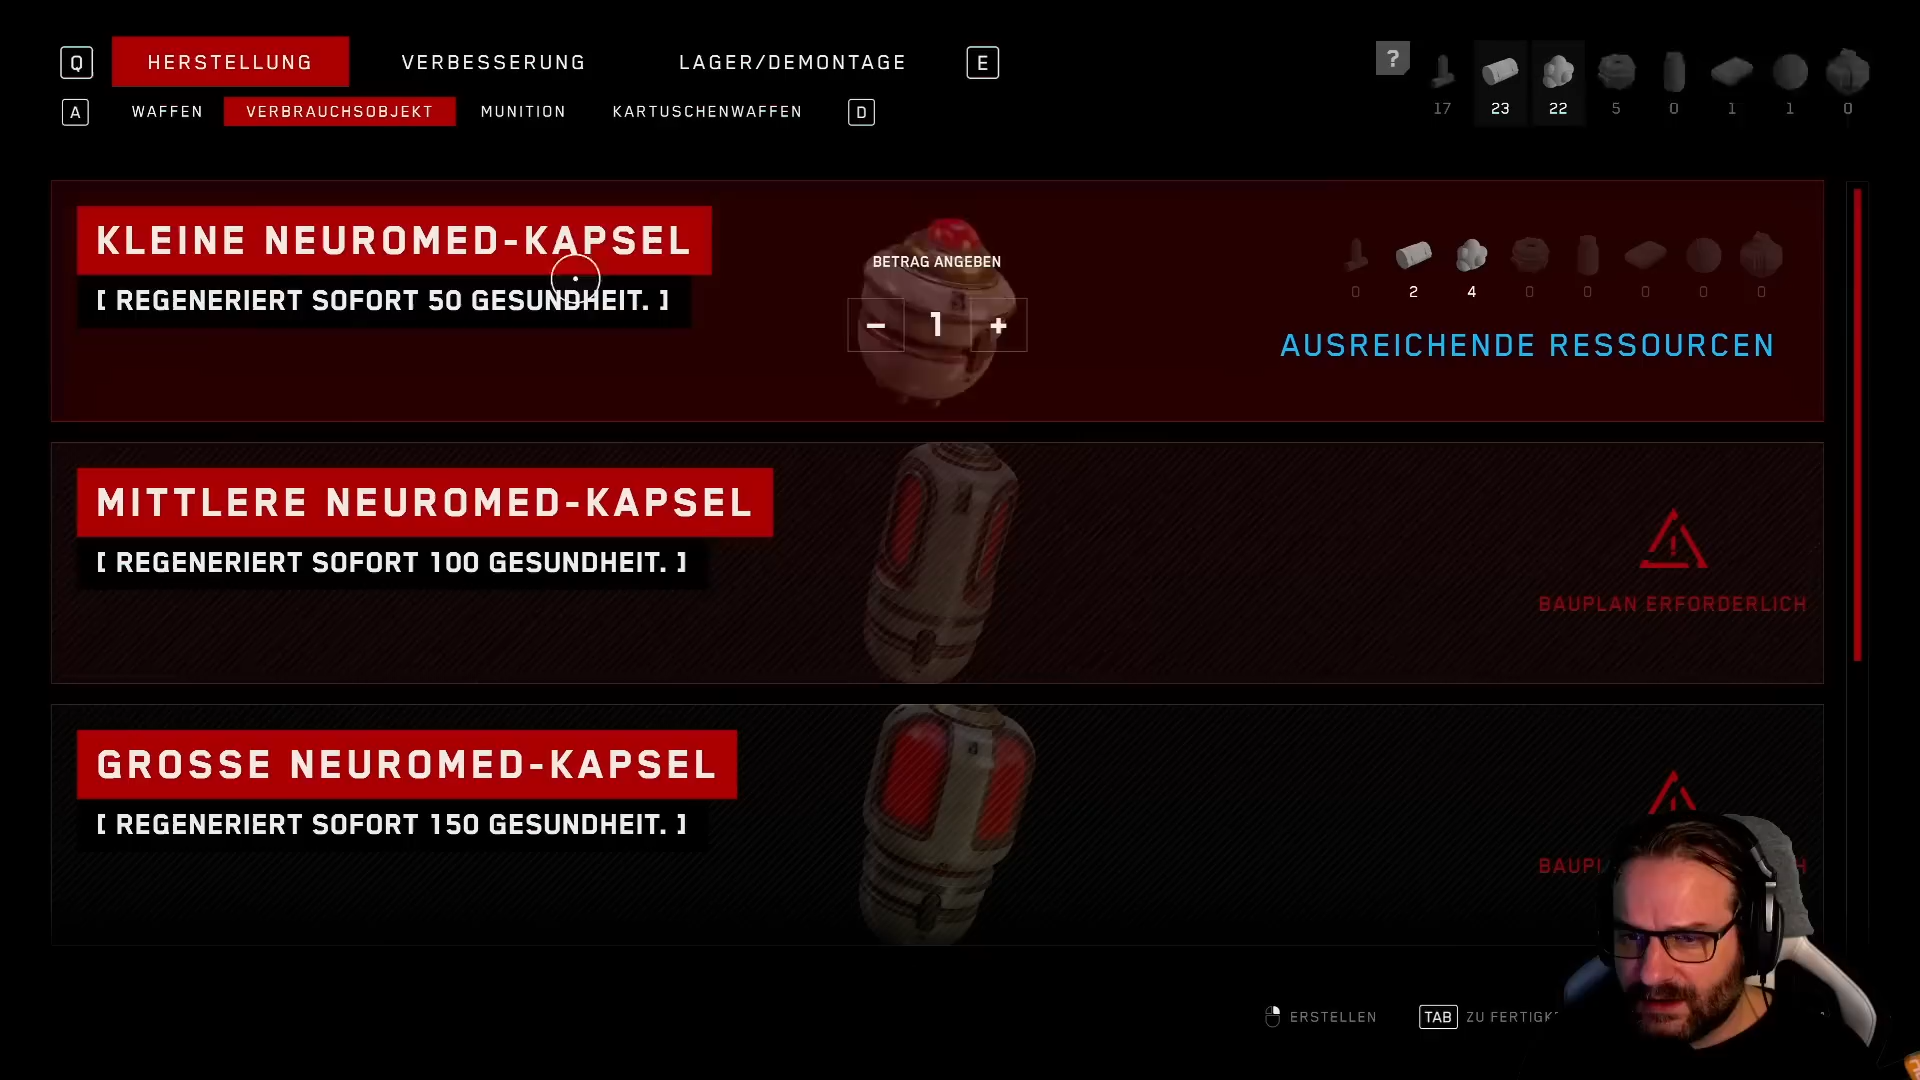 Q HERSTELLUNG VERBESSERUNG LAGER/DEMONTAGE E
?
17 23 22 5 0 1 1 0
A WAFFEN VERBRAUCHSOBJEKT MUNITION KARTUSCHENWAFFEN D
KLEINE NEUROMED-KAPSEL
[ REGENERIERT SOFORT 50 GESUNDHEIT. ]
BETRAG ANGEBEN
- 1 +
0 2 4 0 0 0 0 0
AUSREICHENDE RESSOURCEN
MITTLERE NEUROMED-KAPSEL
[ REGENERIERT SOFORT 100 GESUNDHEIT. ]
BAUPLAN ERFORDERLICH
GROSSE NEUROMED-KAPSEL
[ REGENERIERT SOFORT 150 GESUNDHEIT. ]
ERSTELLEN TAB ZU